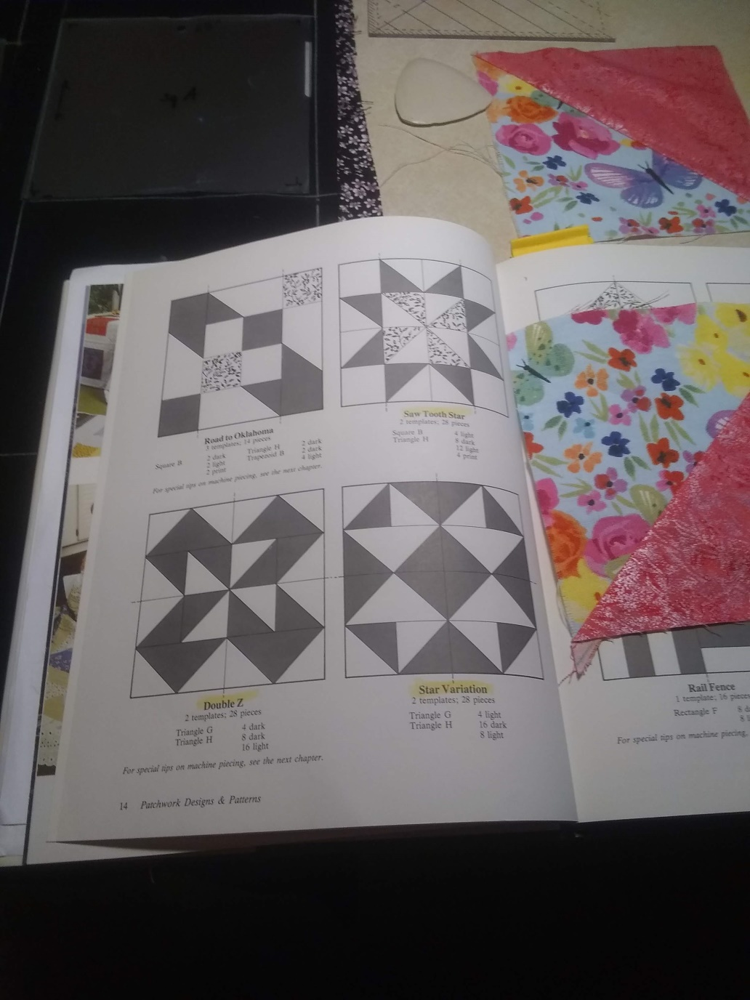 Road to Oklahoma
3 templates; 14 pieces
Square B
2 dark
2 light
2 print
Triangle H
Trapezoid B
2 dark
2 dark
4 light
For special tips on machine piecing, see the next chapter.
Saw Tooth Star
2 templates; 28 pieces
Square B
Triangle H
4 light
8 dark
12 light
4 print
Double Z
2 templates; 28 pieces
Triangle G 4 dark
Triangle H 8 dark
16 light
For special tips on machine piecing, see the next chapter.
Star Variation
2 templates; 28 pieces
Triangle G 4 light
Triangle H 16 dark
8 light
14 Patchwork Designs & Patterns
Rail Fence
1 template; 16 pieces
Rectangle F 8 d
8 l
For special tips on machine piecing,